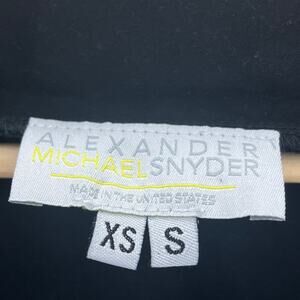 ALEXANDER
MICHAELSNYDER
MADE IN THE UNITED STATES
XS S